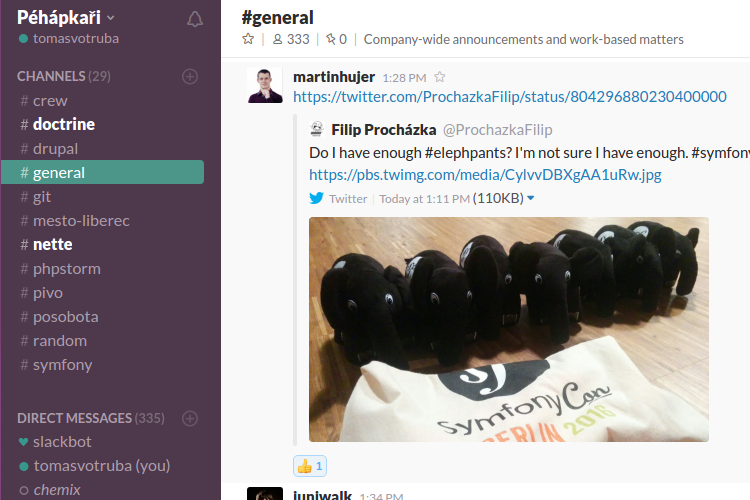 Péhápkaři
tomasvotruba
CHANNELS (29)
# crew
# doctrine
# drupal
# general
# git
# mesto-liberec
# nette
# phpstorm
# pivo
# posobota
# random
# symfony
DIRECT MESSAGES (335)
slackbot
tomasvotruba (you)
chemix
#general
333 | 0 | Company-wide announcements and work-based matters
martinhujer 1:28 PM
https://twitter.com/ProchazkaFilip/status/804296880230400000
Filip Procházka @ProchazkaFilip
Do I have enough #elephpants? I'm not sure I have enough. #symfony
https://pbs.twimg.com/media/CylvvDBXgAA1uRw.jpg
Twitter | Today at 1:11 PM (110KB)
sf
SymfonyCon
BERLIN 2016
1
juniwalk 1:34 PM